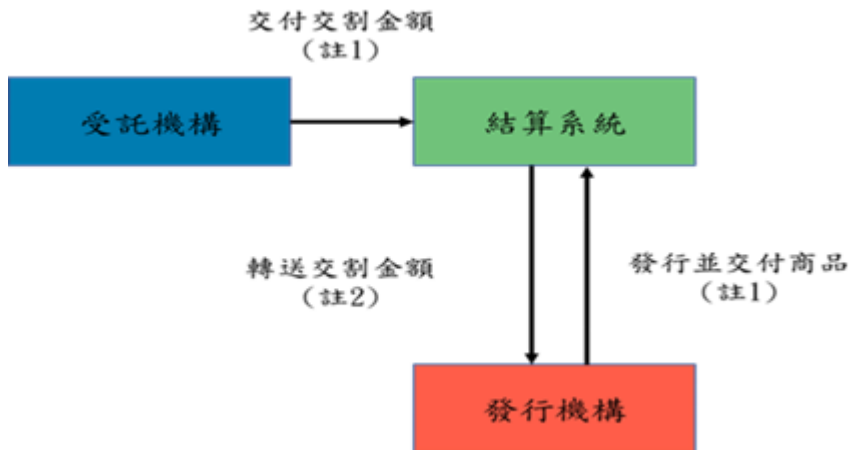 交付交割金額
（註1）
受託機構
結算系統
轉送交割金額
（註2）
發行並交付商品
（註1）
發行機構